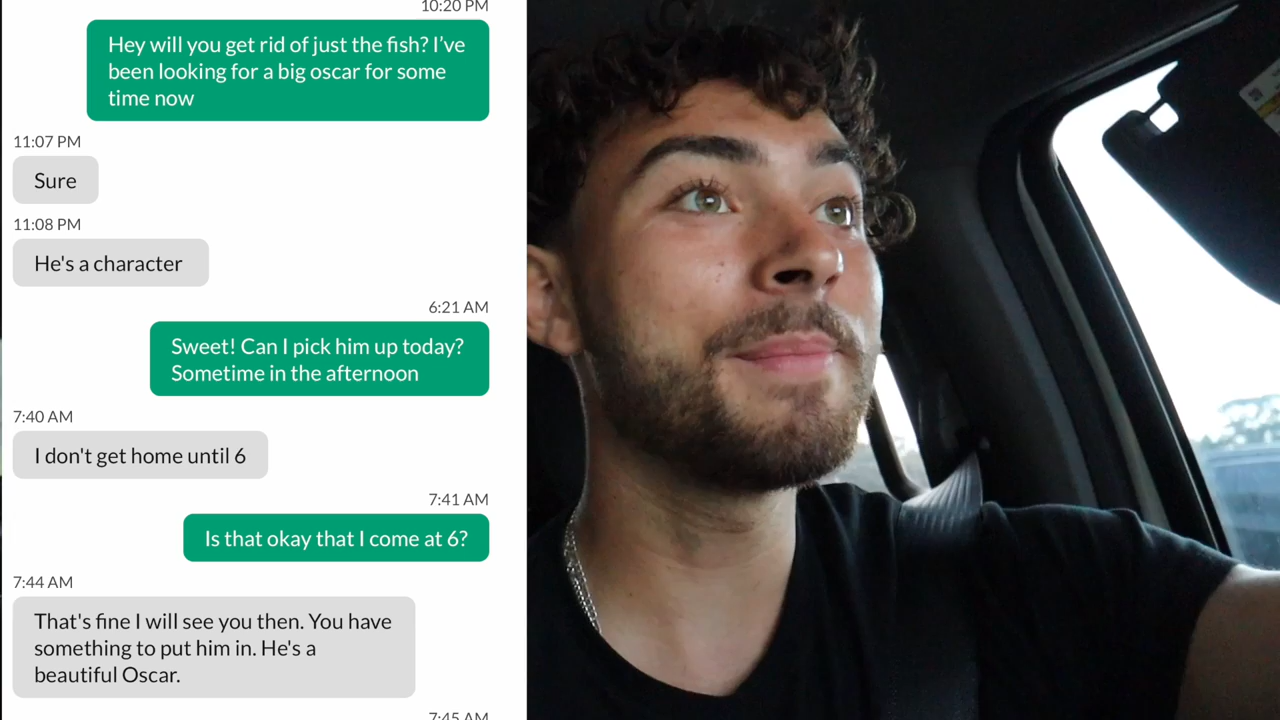 10:20 PM
Hey will you get rid of just the fish? I’ve
been looking for a big oscar for some
time now
11:07 PM
Sure
11:08 PM
He's a character
6:21 AM
Sweet! Can I pick him up today?
Sometime in the afternoon
7:40 AM
I don't get home until 6
7:41 AM
Is that okay that I come at 6?
7:44 AM
That's fine I will see you then. You have
something to put him in. He's a
beautiful Oscar.
7:45 AM